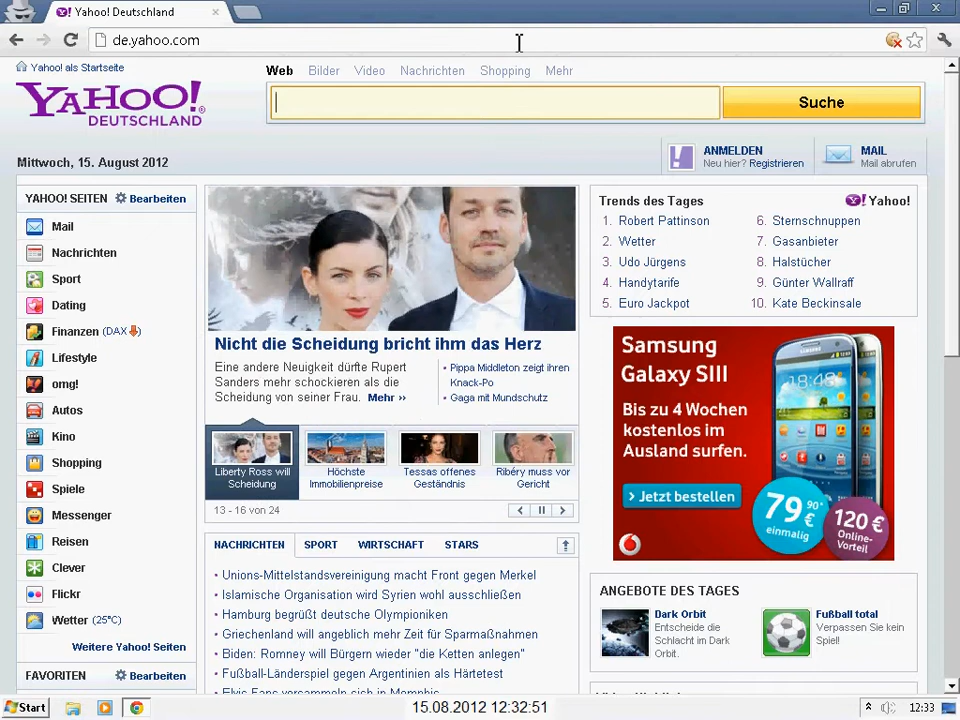 Yahoo! Deutschland
de.yahoo.com
Yahoo! als Startseite
Web Bilder Video Nachrichten Shopping Mehr
YAHOO!
DEUTSCHLAND
Suche
Mittwoch, 15. August 2012
ANMELDEN
Neu hier? Registrieren
MAIL
Mail abrufen
YAHOO! SEITEN Bearbeiten
Mail
Nachrichten
Sport
Dating
Finanzen (DAX)
Lifestyle
omg!
Autos
Kino
Shopping
Spiele
Messenger
Reisen
Clever
Flickr
Wetter (25°C)
Weitere Yahoo! Seiten
FAVORITEN Bearbeiten
Nicht die Scheidung bricht ihm das Herz
Eine andere Neuigkeit dürfte Rupert
Sanders mehr schockieren als die
Scheidung von seiner Frau. Mehr ››
• Pippa Middleton zeigt ihren
Knack-Po
• Gaga mit Mundschutz
Liberty Ross will
Scheidung
Höchste
Immobilienpreise
Tessas offenes
Geständnis
Ribéry muss vor
Gericht
13 - 16 von 24
NACHRICHTEN SPORT WIRTSCHAFT STARS
• Unions-Mittelstandsvereinigung macht Front gegen Merkel
• Islamische Organisation wird Syrien wohl ausschließen
• Hamburg begrüßt deutsche Olympioniken
• Griechenland will angeblich mehr Zeit für Sparmaßnahmen
• Biden: Romney will Bürgern wieder "die Ketten anlegen"
• Fußball-Länderspiel gegen Argentinien als Härtetest
• Elvis-Fans versammeln sich in Memphis
Trends des Tages Yahoo!
1. Robert Pattinson
2. Wetter
3. Udo Jürgens
4. Handytarife
5. Euro Jackpot
6. Sternschnuppen
7. Gasanbieter
8. Halstücher
9. Günter Wallraff
10. Kate Beckinsale
Samsung
Galaxy SIII
Bis zu 4 Wochen
kostenlos im
Ausland surfen.
› Jetzt bestellen
79 90* €
einmalig
120 €
Online-
Vorteil
ANGEBOTE DES TAGES
Dark Orbit
Entscheide die
Schlacht im Dark
Orbit.
Fußball total
Verpassen Sie kein
Spiel!
Start
15.08.2012 12:32:51
12:33